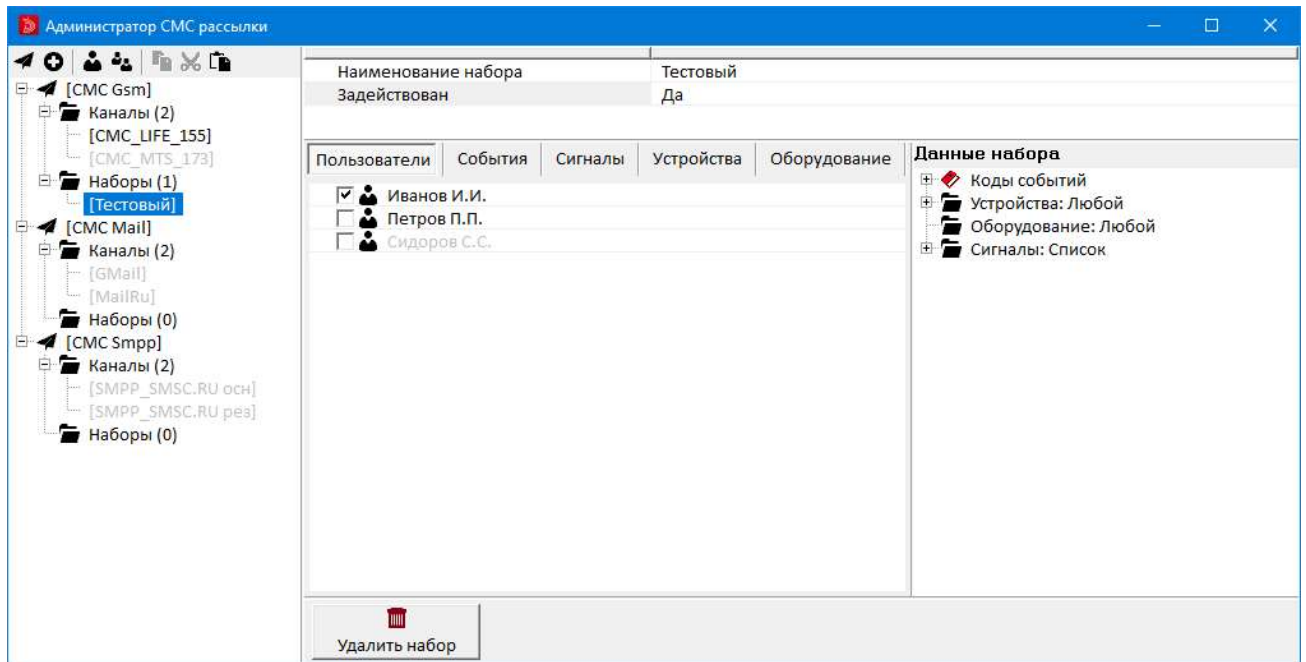 Администратор СМС рассылки
[СМС Gsm]
Каналы (2)
[СМС_LIFE_155]
[СМС_MTS_173]
Наборы (1)
[Тестовый]
[СМС Mail]
Каналы (2)
[GMail]
[MailRu]
Наборы (0)
[СМС Smpp]
Каналы (2)
[SMPP_SMSC.RU осн]
[SMPP_SMSC.RU рез]
Наборы (0)
Наименование набора Тестовый
Задействован Да
Пользователи События Сигналы Устройства Оборудование
Иванов И.И.
Петров П.П.
Сидоров С.С.
Данные набора
Коды событий
Устройства: Любой
Оборудование: Любой
Сигналы: Список
Удалить набор